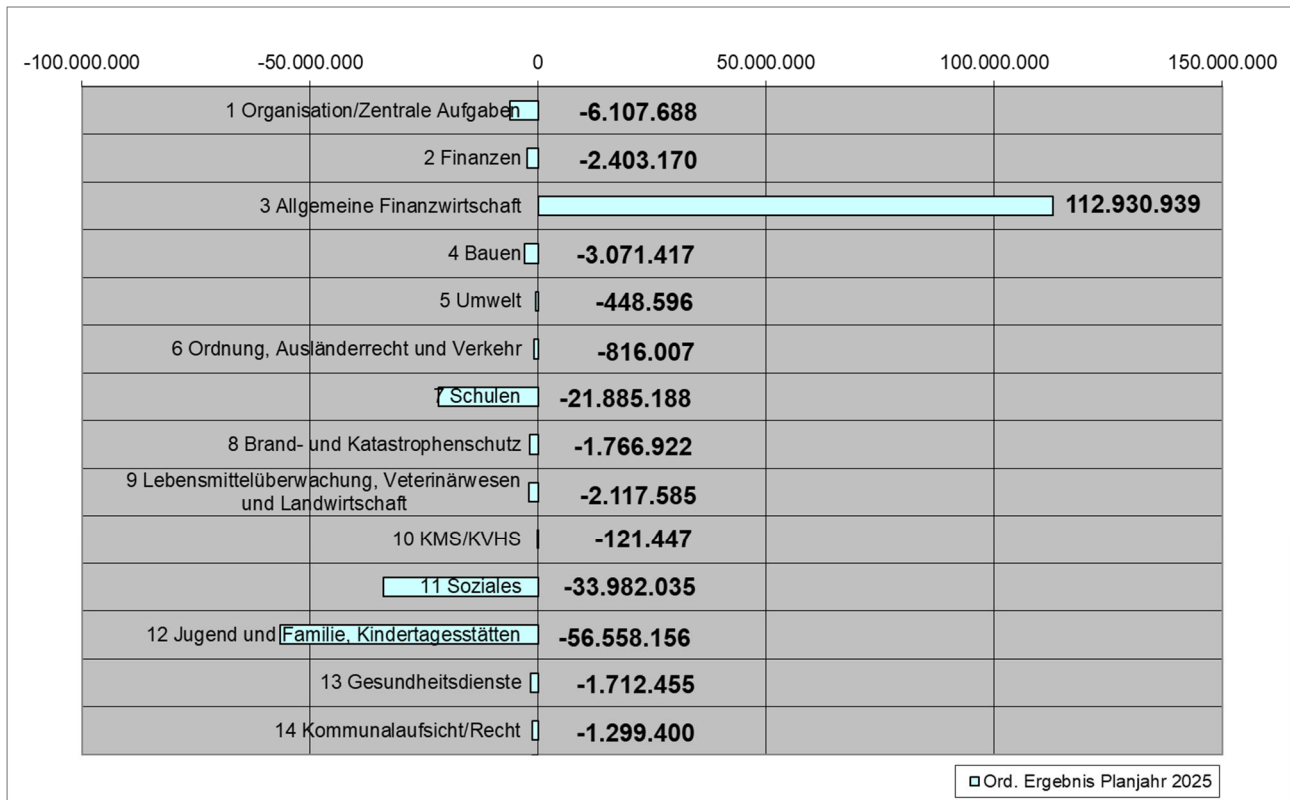 -100.000.000 -50.000.000 0 50.000.000 100.000.000 150.000.000
1 Organisation/Zentrale Aufgaben -6.107.688
2 Finanzen -2.403.170
3 Allgemeine Finanzwirtschaft 112.930.939
4 Bauen -3.071.417
5 Umwelt -448.596
6 Ordnung, Ausländerrecht und Verkehr -816.007
7 Schulen -21.885.188
8 Brand- und Katastrophenschutz -1.766.922
9 Lebensmittelüberwachung, Veterinärwesen
und Landwirtschaft -2.117.585
10 KMS/KVHS -121.447
11 Soziales -33.982.035
12 Jugend und Familie, Kindertagesstätten -56.558.156
13 Gesundheitsdienste -1.712.455
14 Kommunalaufsicht/Recht -1.299.400
Ord. Ergebnis Planjahr 2025